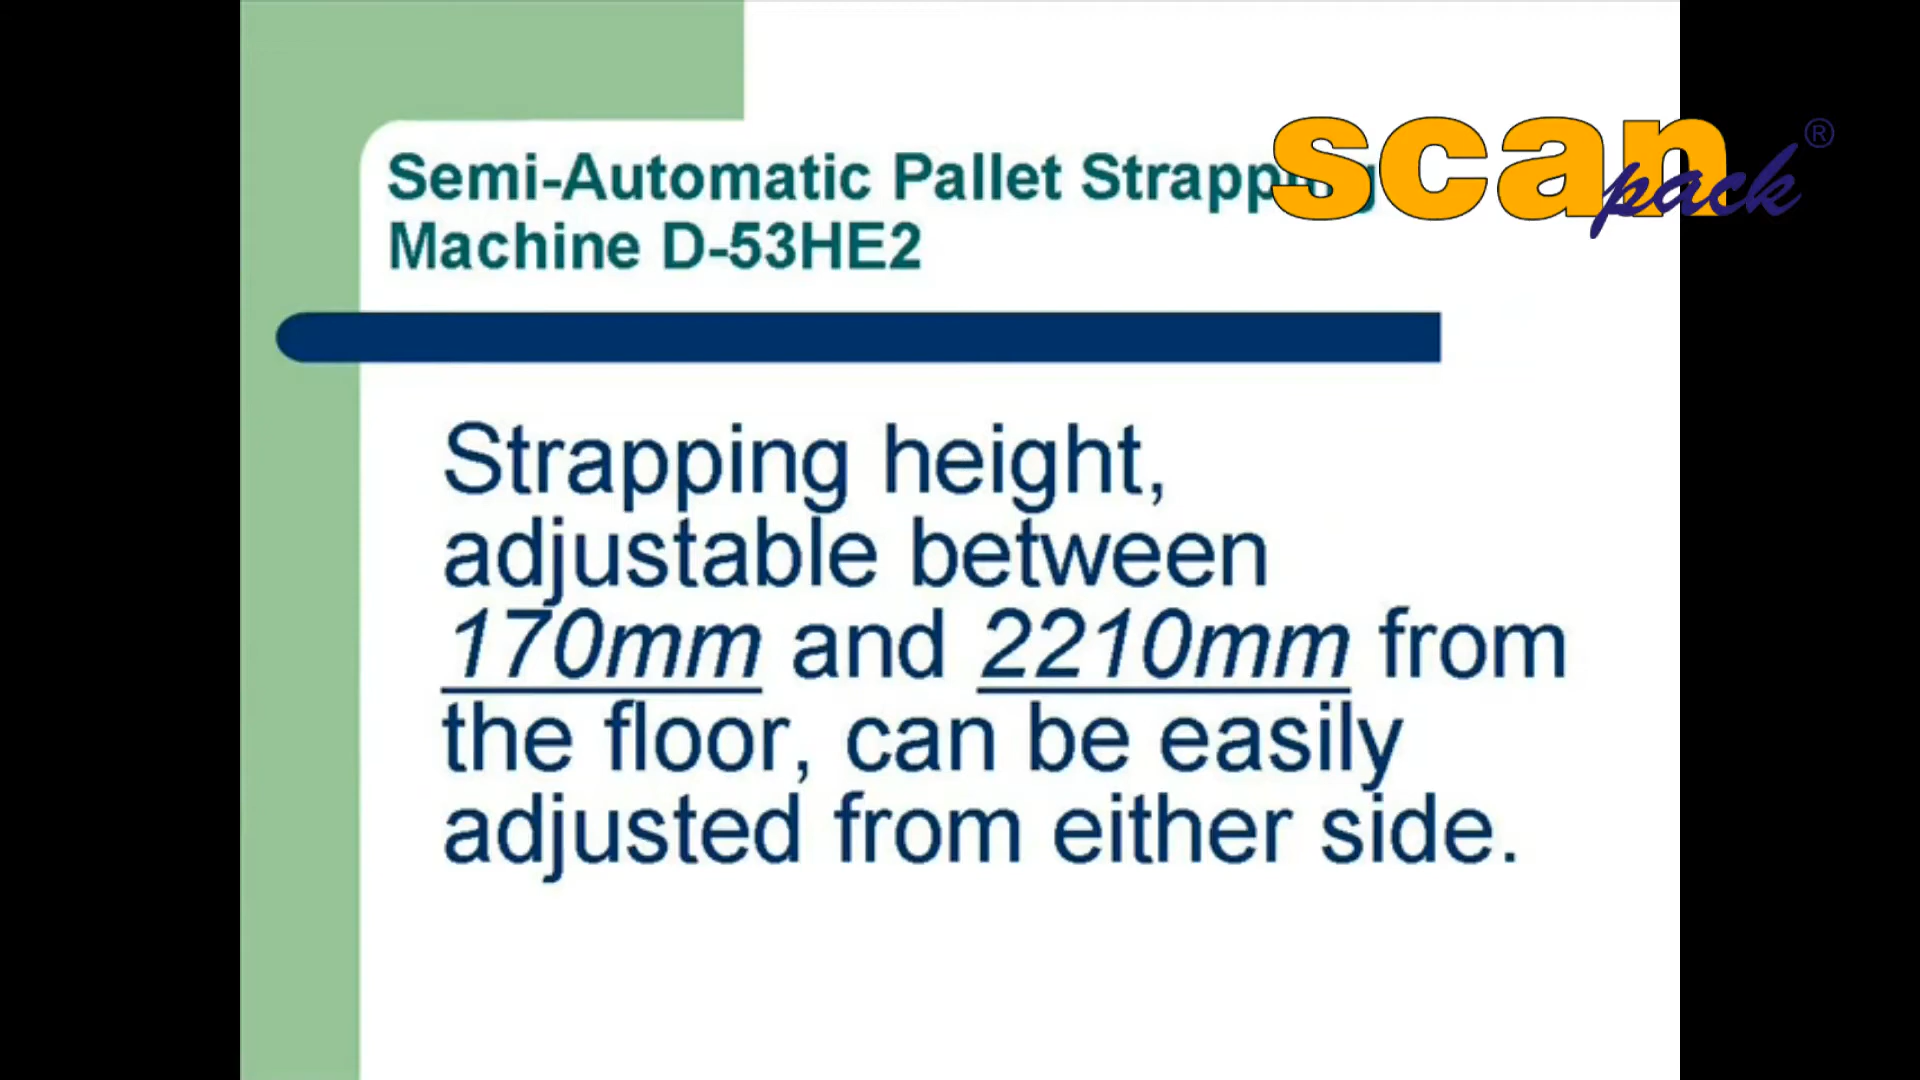 Semi-Automatic Pallet Strapping
Machine D-53HE2
scan
pack®
Strapping height,
adjustable between
170mm and 2210mm from
the floor, can be easily
adjusted from either side.